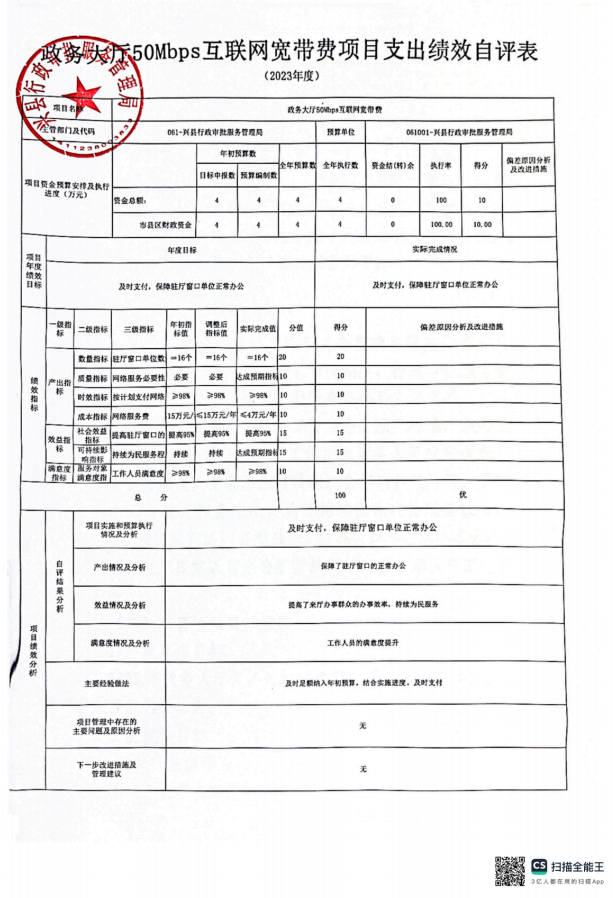 政务大厅50Mbps互联网宽带费项目支出绩效自评表
（2023年度）
兴县行政审批服务管理局
1411238003839
项目名称 政务大厅50Mbps互联网宽带费
主管部门及代码 061-兴县行政审批服务管理局 预算单位 061001-兴县行政审批服务管理局
项目资金预算安排及执行进度（万元） 年初预算数 全年预算数 全年执行数 资金结(转)余 执行率 得分 偏差原因分析及改进措施
目标申报数 预算编制数
资金总额: 4 4 4 4 0 100 10
市县区财政资金 4 4 4 4 0 100.00 10.00
项目年度绩效目标 年度目标 实际完成情况
及时支付，保障驻厅窗口单位正常办公 及时支付，保障驻厅窗口单位正常办公
绩效指标 一级指标 二级指标 三级指标 年初指标值 调整后指标值 实际完成值 分值 得分 偏差原因分析及改进措施
产出指标 数量指标 驻厅窗口单位数 ＝16个 ＝16个 ＝16个 20 20
质量指标 网络服务必要性 必要 必要 达成预期指标 10 10
时效指标 按计划支付网络 ≥98% ≥98% ≥98% 10 10
成本指标 网络服务费 15万元/ ≤15万元/年 ≤4万元/年 10 10
效益指标 社会效益指标 提高驻厅窗口的 提高95% 提高95% 提高95% 15 15
可持续影响指标 持续为民服务程 持续 持续 达成预期指标 15 15
满意度指标 服务对象满意度指 工作人员满意度 ≥98% ≥98% ≥98% 10 10
总 分 100 优
项目绩效分析 自评结果分析 项目实施和预算执行情况及分析 及时支付，保障驻厅窗口单位正常办公
产出情况及分析 保障了驻厅窗口的正常办公
效益情况及分析 提高了来厅办事群众的办事效率，持续为民服务
满意度情况及分析 工作人员的满意度提升
主要经验做法 及时足额纳入年初预算，结合实施进度，及时支付
项目管理中存在的主要问题及原因分析 无
下一步改进措施及管理建议 无
CS 扫描全能王
3亿人都在用的扫描App